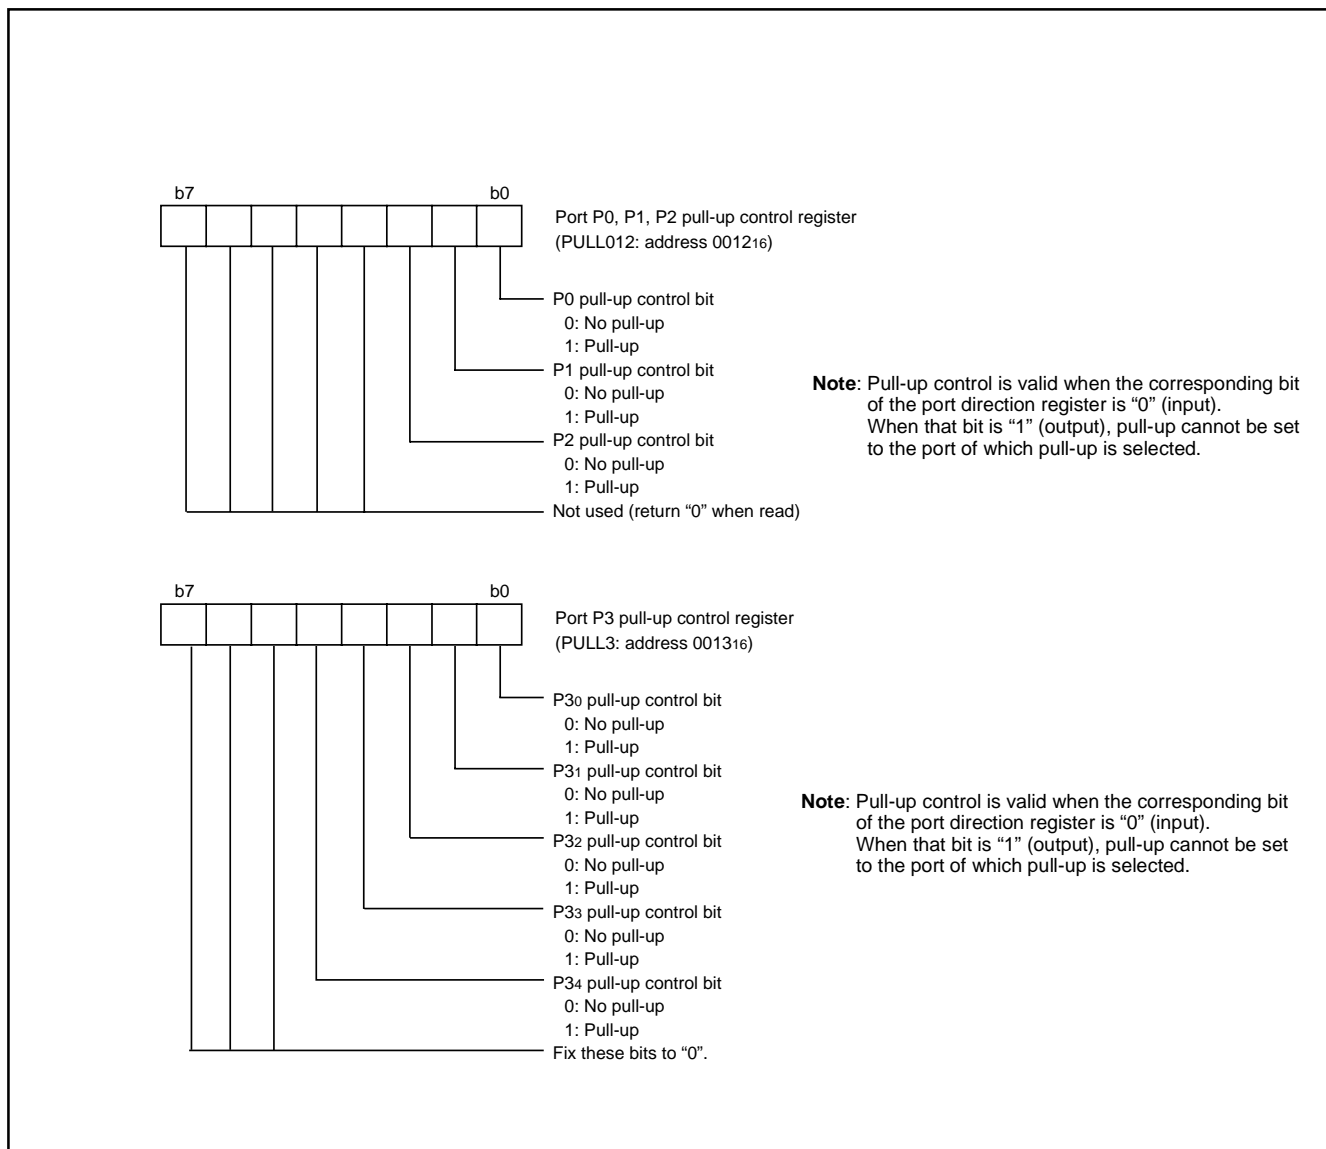 b7 b0
Port P0, P1, P2 pull-up control register
(PULL012: address 001216)
P0 pull-up control bit
0: No pull-up
1: Pull-up
P1 pull-up control bit
0: No pull-up
1: Pull-up
P2 pull-up control bit
0: No pull-up
1: Pull-up
Not used (return “0” when read)
Note: Pull-up control is valid when the corresponding bit
of the port direction register is “0” (input).
When that bit is “1” (output), pull-up cannot be set
to the port of which pull-up is selected.
b7 b0
Port P3 pull-up control register
(PULL3: address 001316)
P30 pull-up control bit
0: No pull-up
1: Pull-up
P31 pull-up control bit
0: No pull-up
1: Pull-up
P32 pull-up control bit
0: No pull-up
1: Pull-up
P33 pull-up control bit
0: No pull-up
1: Pull-up
P34 pull-up control bit
0: No pull-up
1: Pull-up
Fix these bits to “0”.
Note: Pull-up control is valid when the corresponding bit
of the port direction register is “0” (input).
When that bit is “1” (output), pull-up cannot be set
to the port of which pull-up is selected.